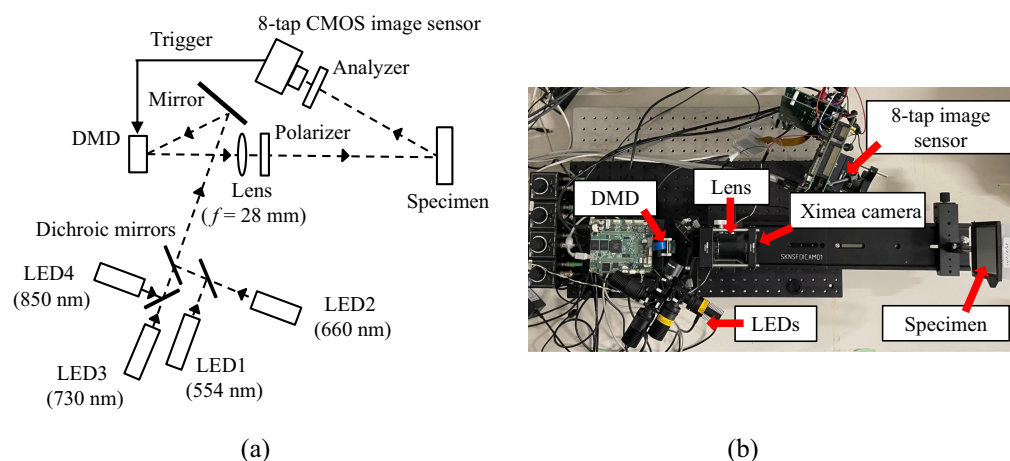 8-tap CMOS image sensor
Trigger
Analyzer
Mirror
DMD
Polarizer
Lens
(f = 28 mm)
Specimen
Dichroic mirrors
LED4
(850 nm)
LED2
(660 nm)
LED3
(730 nm)
LED1
(554 nm)
(a)
8-tap image
sensor
DMD
Lens
Ximea camera
SKNSFDICAM01
LEDs
Specimen
(b)